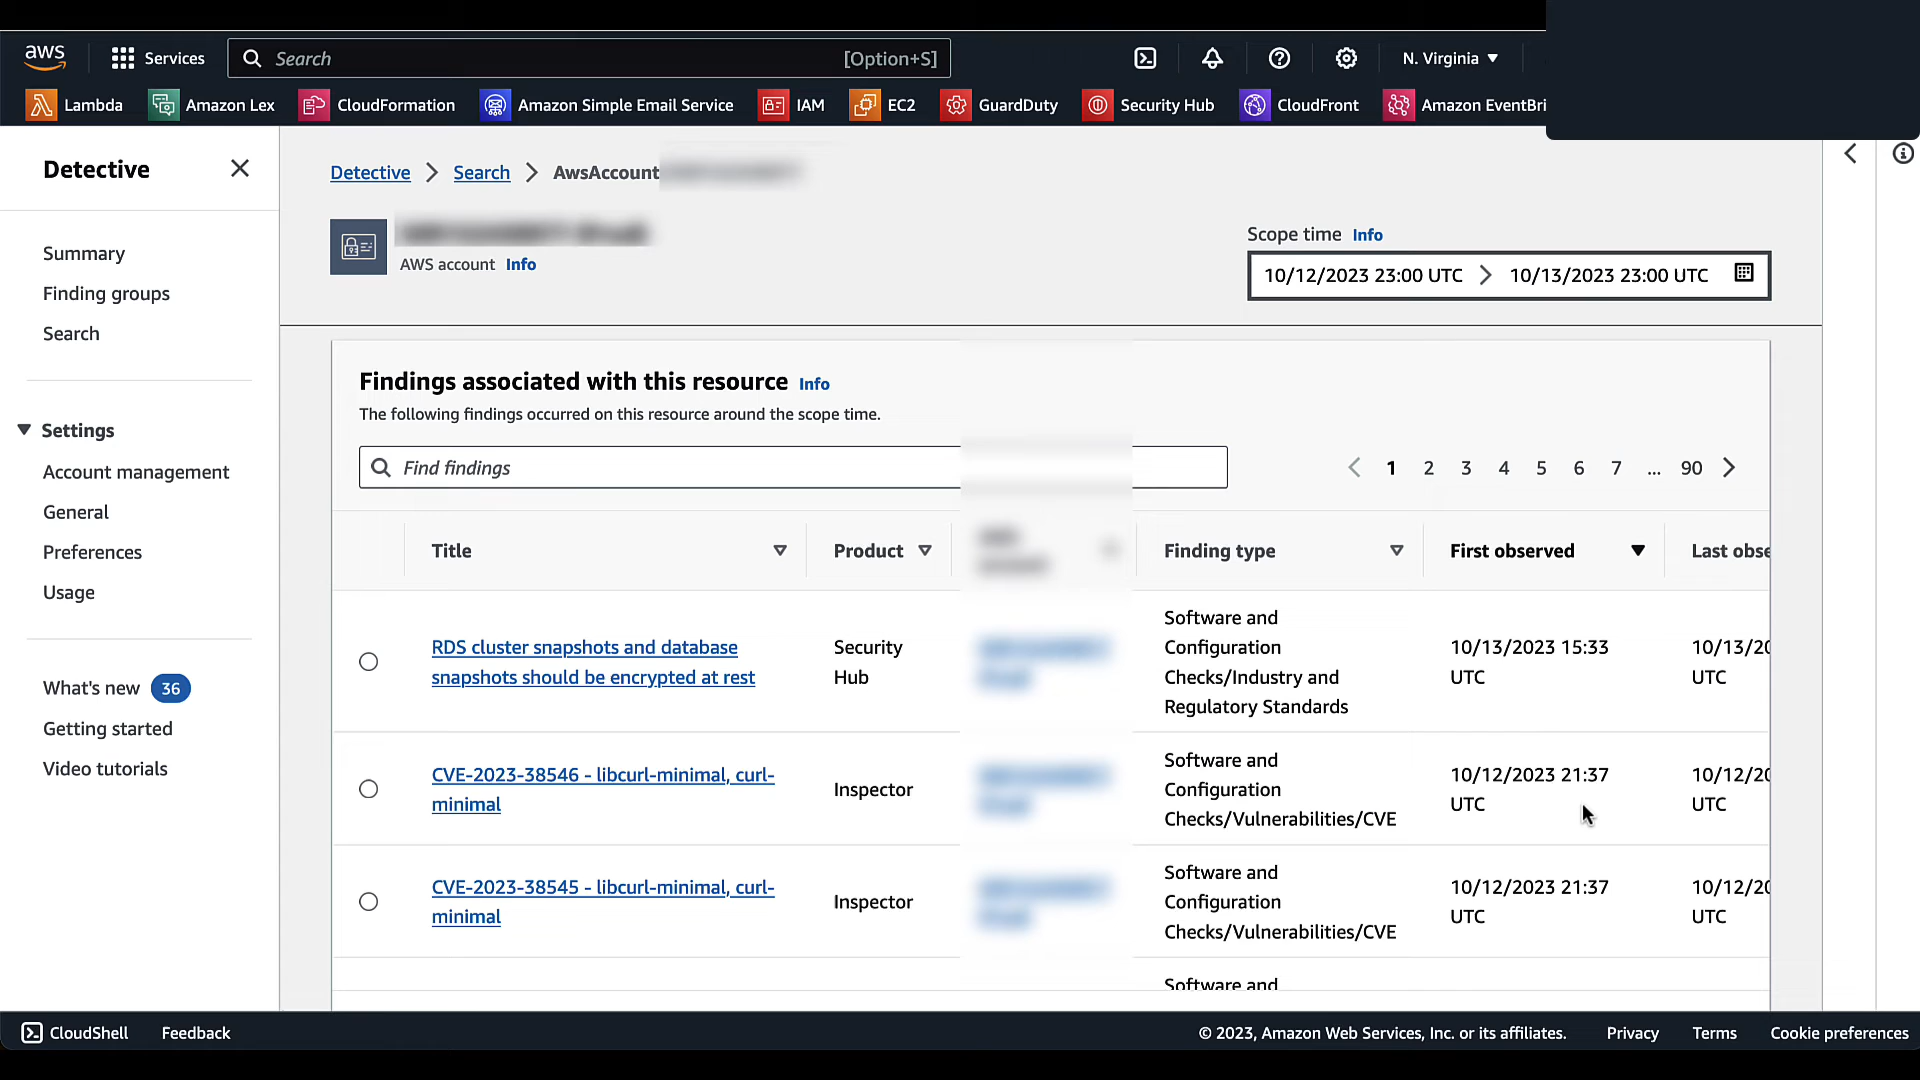 aws
Services
Search
[Option+S]
N. Virginia
Lambda
Amazon Lex
CloudFormation
Amazon Simple Email Service
IAM
EC2
GuardDuty
Security Hub
CloudFront
Amazon EventBri
Detective
Summary
Finding groups
Search
Settings
Account management
General
Preferences
Usage
What's new 36
Getting started
Video tutorials
Detective
Search
AwsAccount
AWS account Info
Scope time Info
10/12/2023 23:00 UTC
10/13/2023 23:00 UTC
Findings associated with this resource Info
The following findings occurred on this resource around the scope time.
Find findings
1 2 3 4 5 6 7 ... 90
Title
Product
Finding type
First observed
Last obse
RDS cluster snapshots and database
snapshots should be encrypted at rest
Security
Hub
Software and
Configuration
Checks/Industry and
Regulatory Standards
10/13/2023 15:33
UTC
10/13/20
UTC
CVE-2023-38546 - libcurl-minimal, curl-
minimal
Inspector
Software and
Configuration
Checks/Vulnerabilities/CVE
10/12/2023 21:37
UTC
10/12/20
UTC
CVE-2023-38545 - libcurl-minimal, curl-
minimal
Inspector
Software and
Configuration
Checks/Vulnerabilities/CVE
10/12/2023 21:37
UTC
10/12/20
UTC
Software and
CloudShell
Feedback
© 2023, Amazon Web Services, Inc. or its affiliates.
Privacy
Terms
Cookie preferences